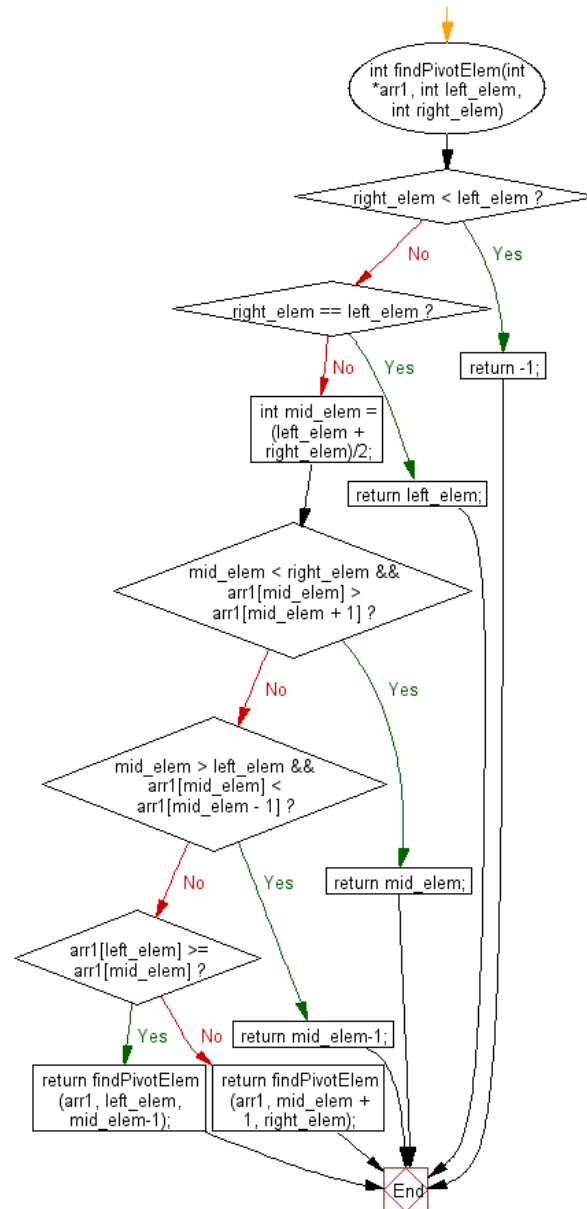 int findPivotElem(int
*arr1, int left_elem,
int right_elem)
right_elem < left_elem ?
No
Yes
right_elem == left_elem ?
return -1;
No
Yes
int mid_elem =
(left_elem +
right_elem)/2;
return left_elem;
mid_elem < right_elem &&
arr1[mid_elem] >
arr1[mid_elem + 1] ?
No
Yes
mid_elem > left_elem &&
arr1[mid_elem] <
arr1[mid_elem - 1] ?
return mid_elem;
No
Yes
arr1[left_elem] >=
arr1[mid_elem] ?
return mid_elem-1;
Yes
No
return findPivotElem
(arr1, left_elem,
mid_elem-1);
return findPivotElem
(arr1, mid_elem +
1, right_elem);
End